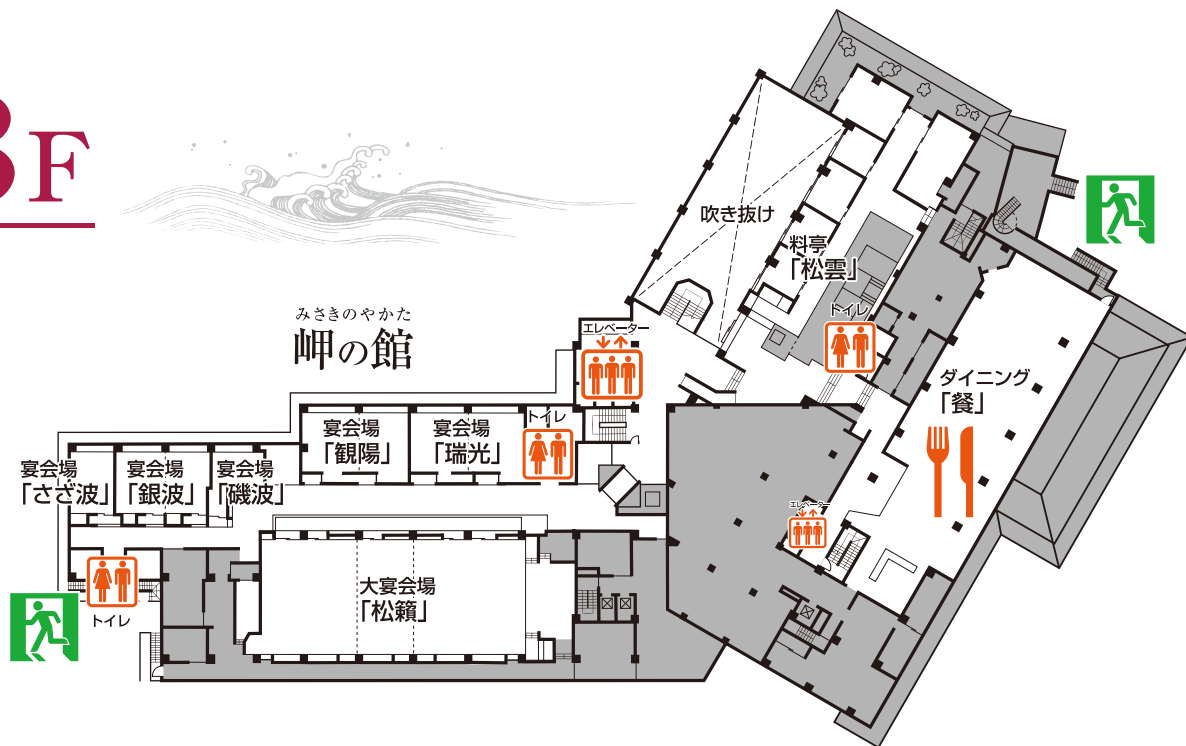 3F
みさきのやかた
岬の館
吹き抜け
料亭
「松雲」
トイレ
エレベーター
ダイニング
「餐」
トイレ
宴会場
「観陽」
宴会場
「瑞光」
宴会場
「さざ波」
宴会場
「銀波」
宴会場
「磯波」
エレベーター
大宴会場
「松籟」
トイレ